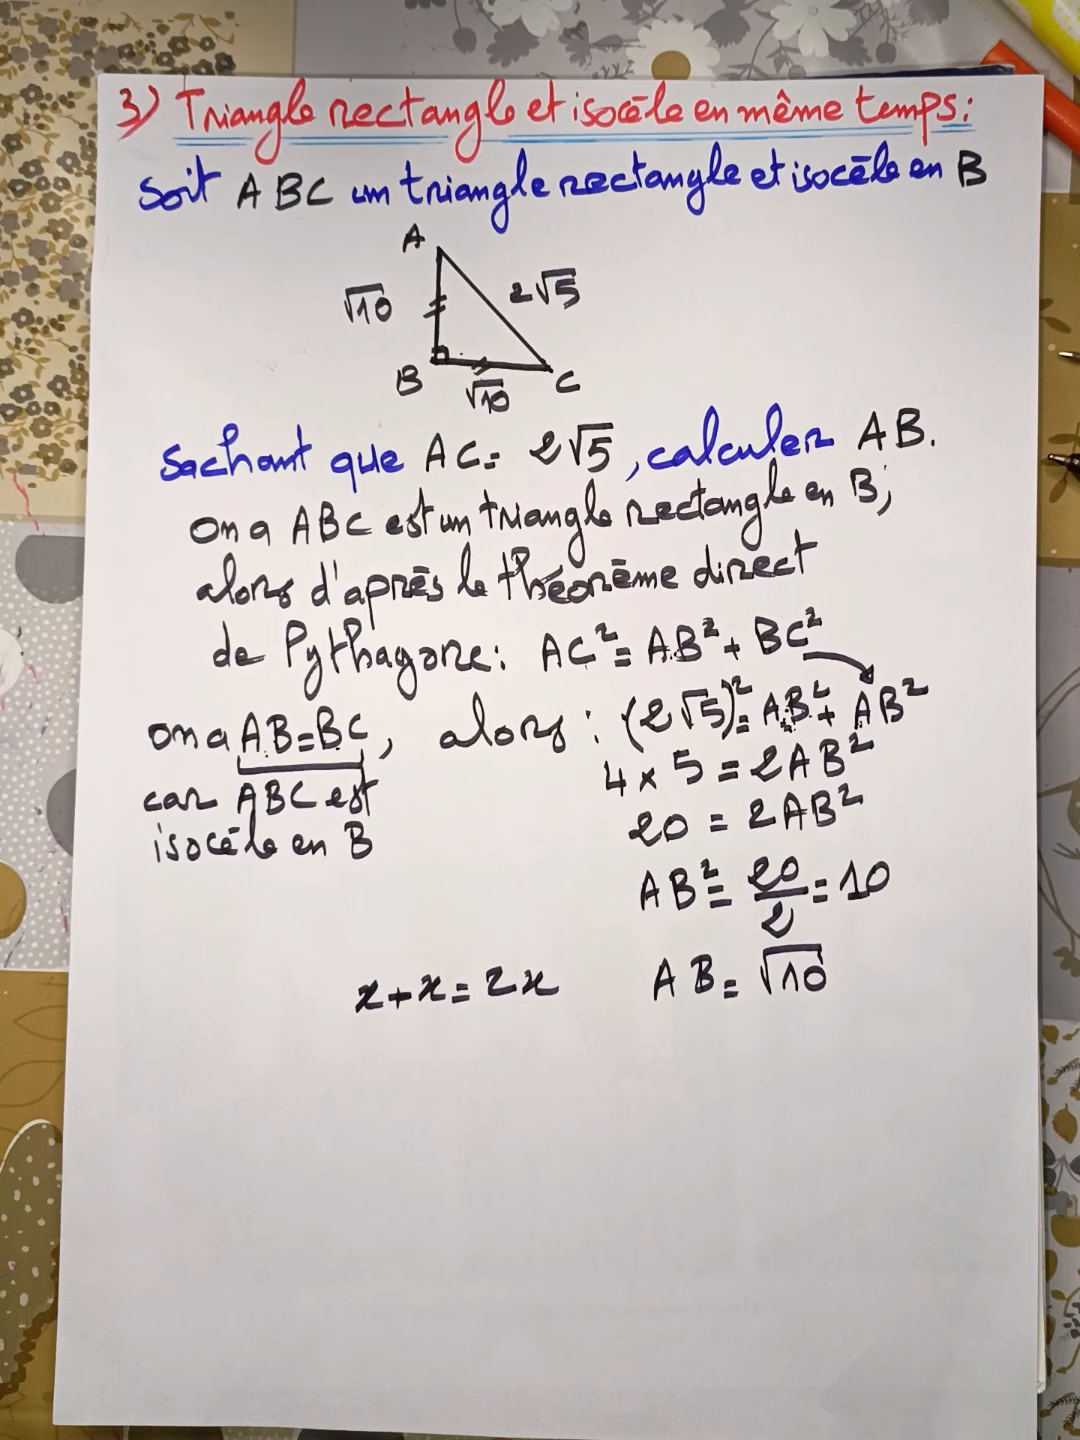 3) Triangle rectangle et isocèle en même temps:
Soit ABC un triangle rectangle et isocèle en B
A
√10
2√5
B
√10
C
Sachant que AC = 2√5, calculer AB.
On a ABC est un triangle rectangle en B,
alors d'après le théorème direct
de Pythagore: AC² = AB² + BC²
on a AB = BC, alors : (2√5)² = AB² + AB²
car ABC est
isocèle en B
4 × 5 = 2AB²
20 = 2AB²
AB² = 20/2 = 10
x + x = 2x
AB = √10